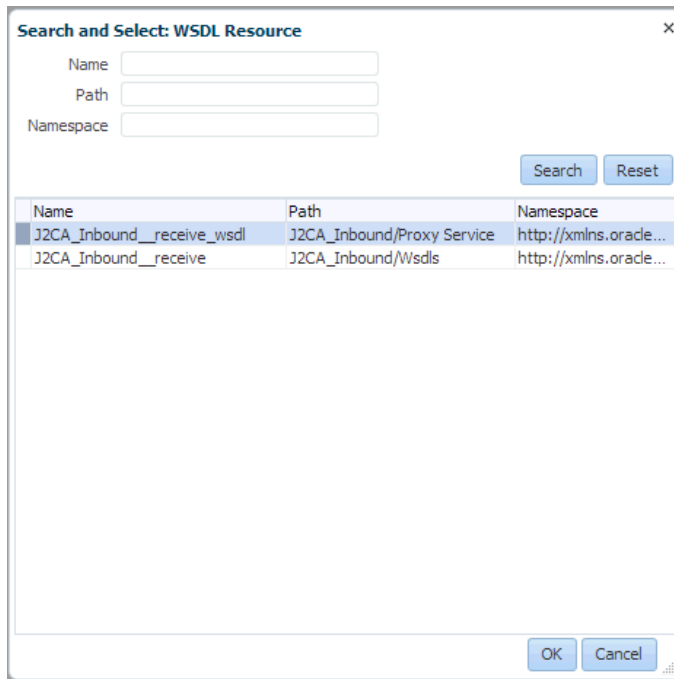 Search and Select: WSDL Resource ×
Name
Path
Namespace
Search Reset
Name Path Namespace
J2CA_Inbound__receive_wsdl J2CA_Inbound/Proxy Service http://xmlns.oracle...
J2CA_Inbound__receive J2CA_Inbound/Wsdls http://xmlns.oracle...
OK Cancel